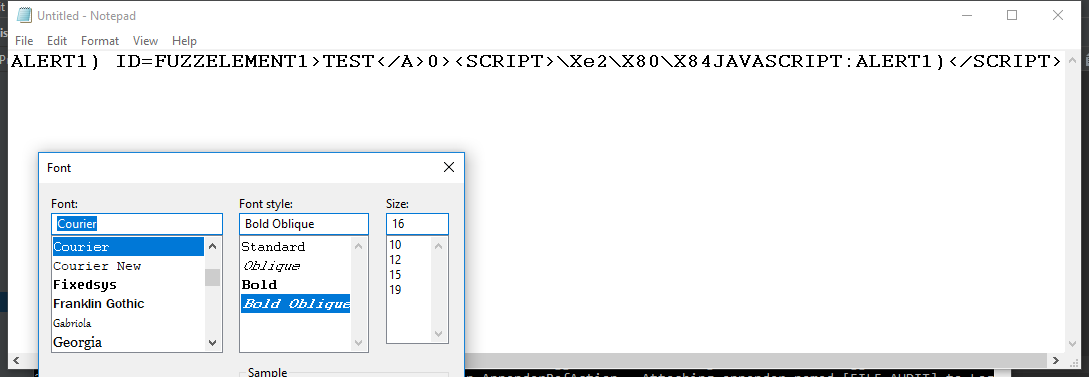 Untitled - Notepad
File Edit Format View Help
ALERT1) ID=FUZZELEMENT1>TEST</A>0><SCRIPT>\Xe2\X80\X84JAVASCRIPT:ALERT1)</SCRIPT>
Font
Font: Font style: Size:
Courier Bold Oblique 16
Courier Standard 10
Courier New Oblique 12
Fixedsys Bold 15
Franklin Gothic Bold Oblique 19
Gabriola
Georgia
Sample
AppenderRefAction - Attaching appender named [FILE_AUDIT] to Log